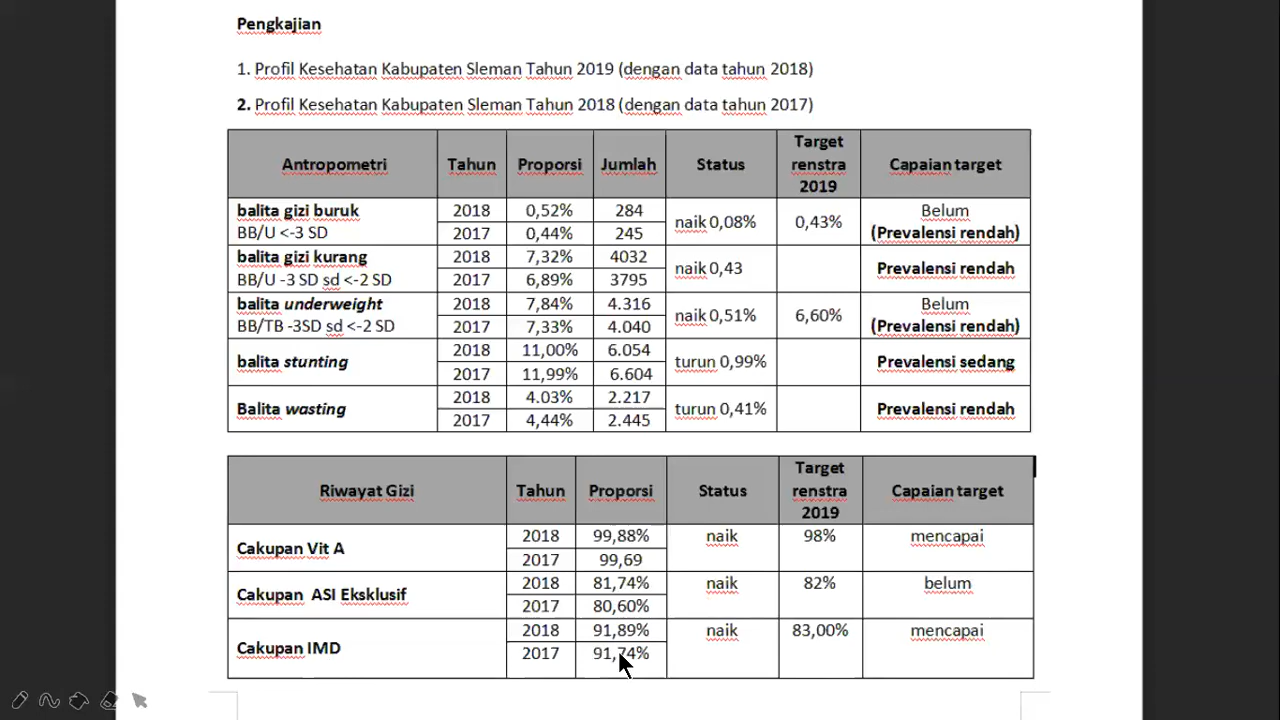 Pengkajian
1. Profil Kesehatan Kabupaten Sleman Tahun 2019 (dengan data tahun 2018)
2. Profil Kesehatan Kabupaten Sleman Tahun 2018 (dengan data tahun 2017)
Antropometri Tahun Proporsi Jumlah Status Target renstra 2019 Capaian target
balita gizi buruk 2018 0,52% 284 naik 0,08% 0,43% Belum
BB/U <-3 SD 2017 0,44% 245 (Prevalensi rendah)
balita gizi kurang 2018 7,32% 4032 naik 0,43 Prevalensi rendah
BB/U -3 SD sd <-2 SD 2017 6,89% 3795
balita underweight 2018 7,84% 4.316 naik 0,51% 6,60% Belum
BB/TB -3SD sd <-2 SD 2017 7,33% 4.040 (Prevalensi rendah)
balita stunting 2018 11,00% 6.054 turun 0,99% Prevalensi sedang
2017 11,99% 6.604
Balita wasting 2018 4.03% 2.217 turun 0,41% Prevalensi rendah
2017 4,44% 2.445
Riwayat Gizi Tahun Proporsi Status Target renstra 2019 Capaian target
Cakupan Vit A 2018 99,88% naik 98% mencapai
2017 99,69
Cakupan ASI Eksklusif 2018 81,74% naik 82% belum
2017 80,60%
Cakupan IMD 2018 91,89% naik 83,00% mencapai
2017 91,74%